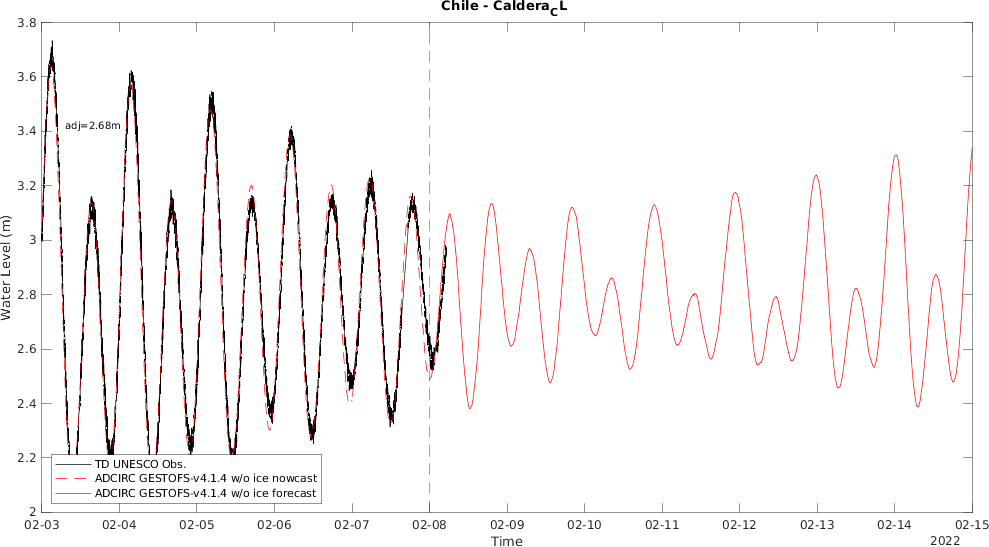 Chile - Caldera_CL
3.8
3.6
3.4
3.2
3
2.8
2.6
2.4
2.2
2
Water Level (m)
adj=2.68m
TD UNESCO Obs.
ADCIRC GESTOFS-v4.1.4 w/o ice nowcast
ADCIRC GESTOFS-v4.1.4 w/o ice forecast
02-03 02-04 02-05 02-06 02-07 02-08 02-09 02-10 02-11 02-12 02-13 02-14 02-15
Time
2022